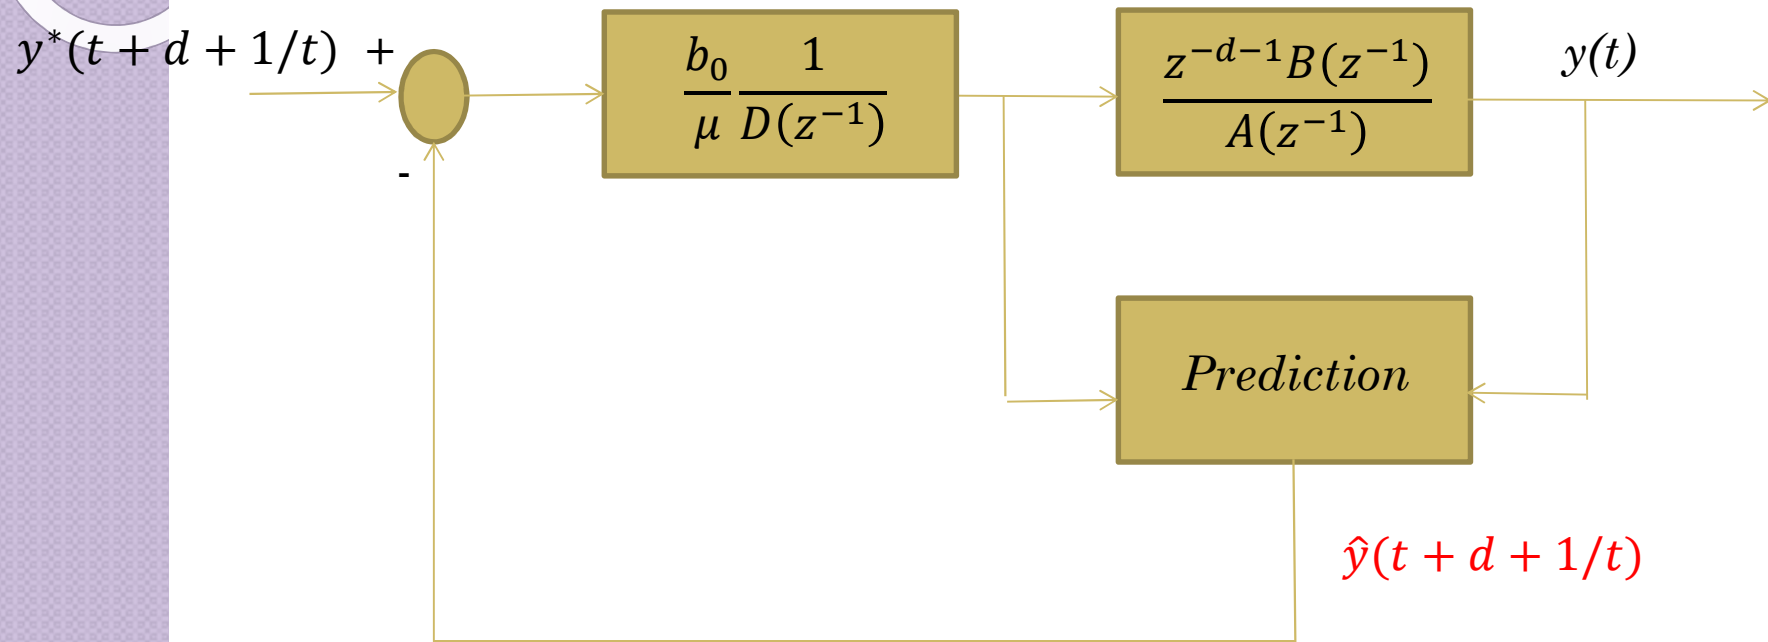 y*(t + d + 1/t) +
b₀/μ 1/D(z⁻¹)
z⁻ᵈ⁻¹B(z⁻¹)/A(z⁻¹)
y(t)
-
Prediction
ŷ(t + d + 1/t)